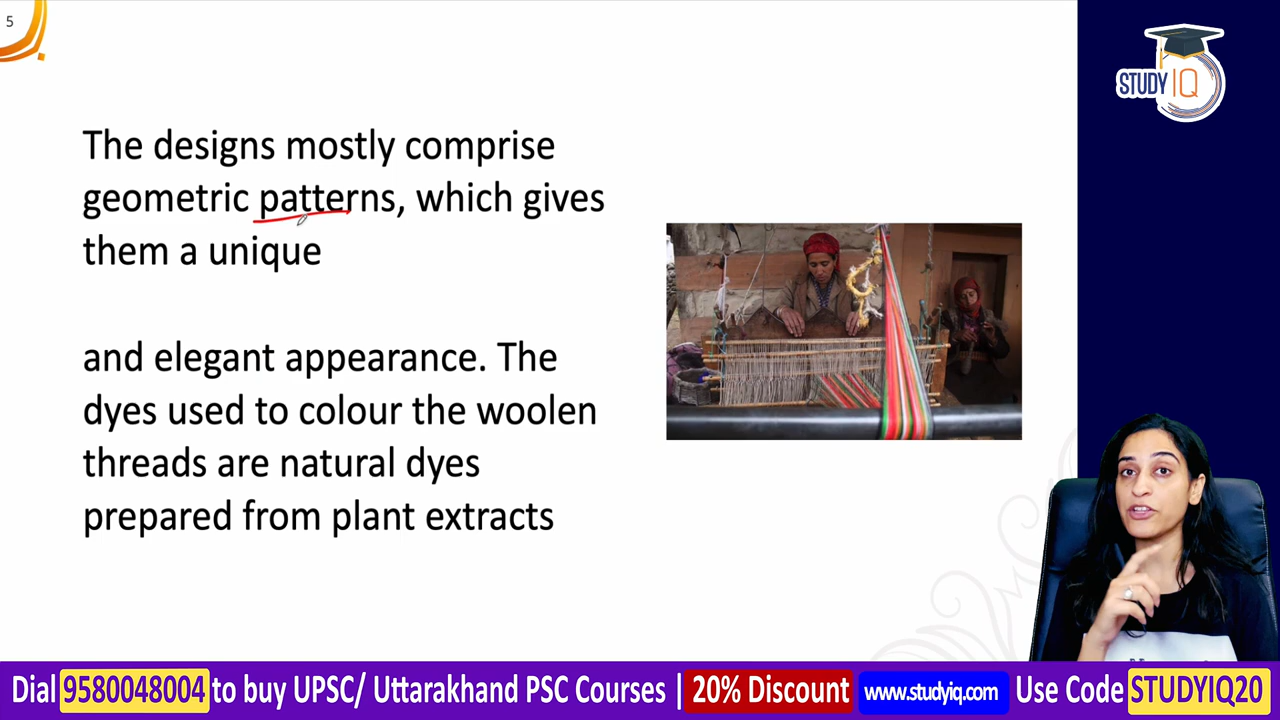 5
STUDY IQ
The designs mostly comprise
geometric patterns, which gives
them a unique
and elegant appearance. The
dyes used to colour the woolen
threads are natural dyes
prepared from plant extracts
Dial 9580048004 to buy UPSC/ Uttarakhand PSC Courses | 20% Discount www.studyiq.com Use Code STUDYIQ20